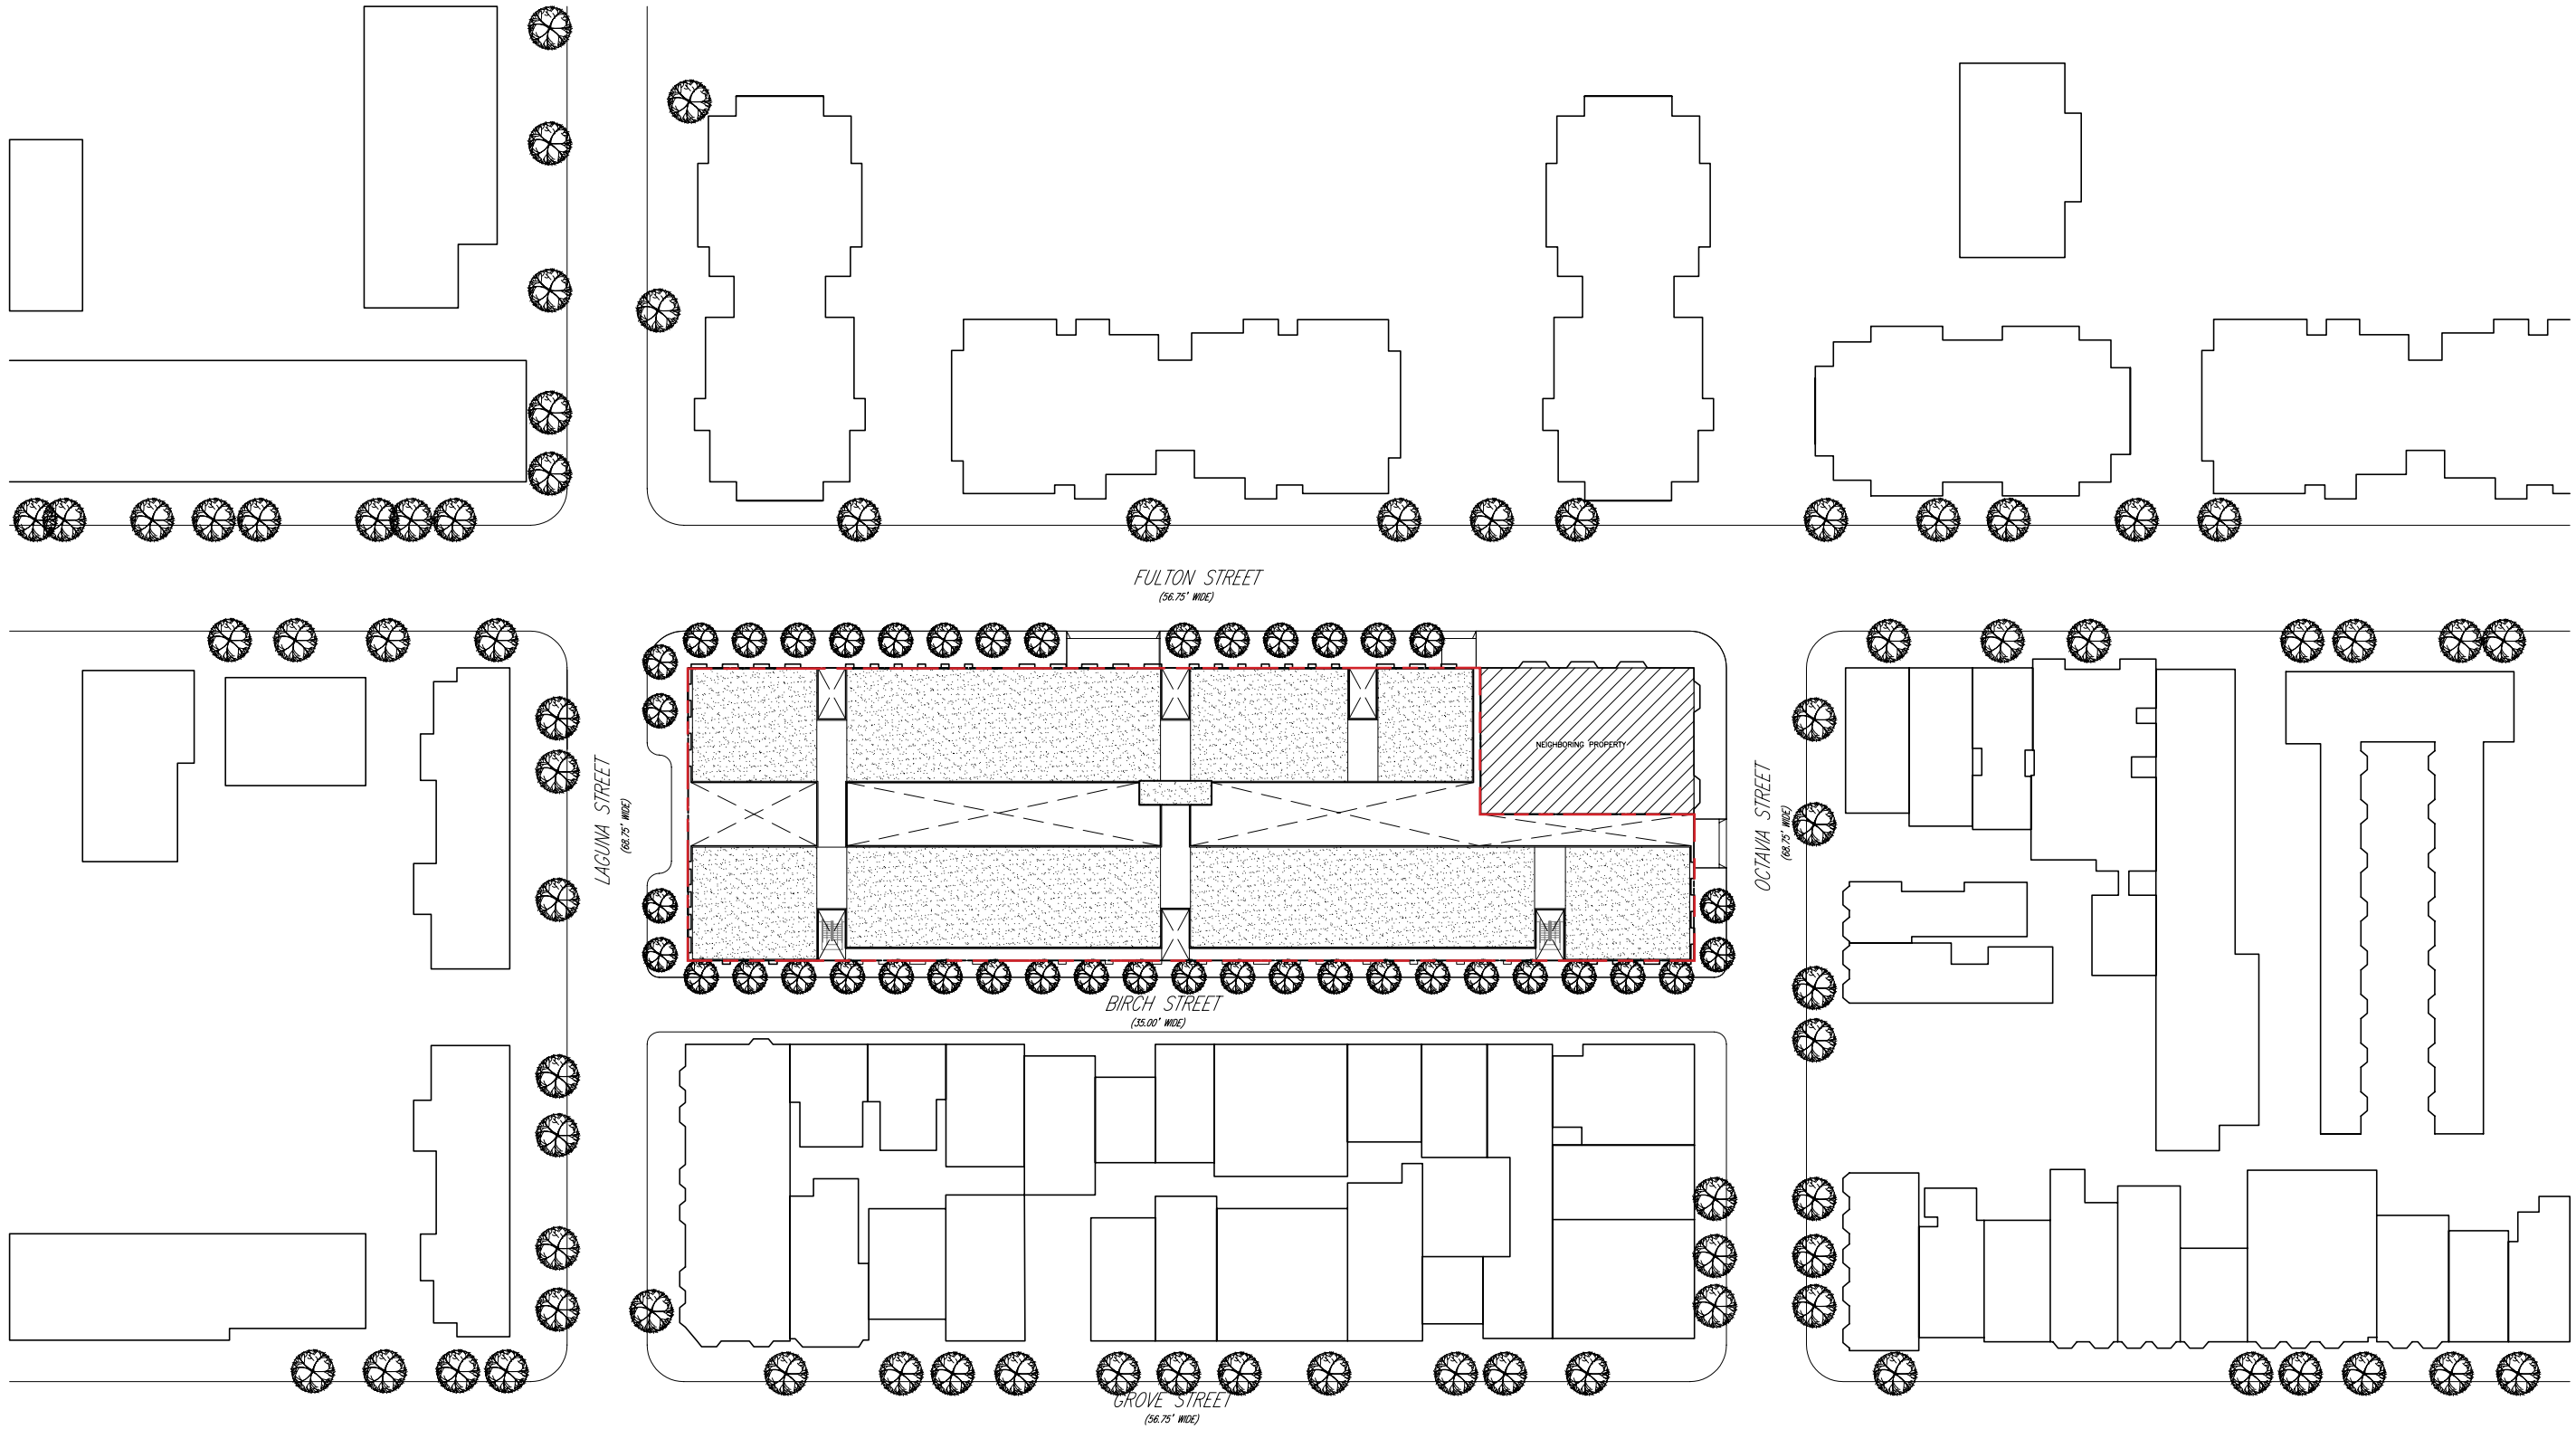 FULTON STREET
(56.75' WIDE)
NEIGHBORING PROPERTY
LAGUNA STREET
(68.75' WIDE)
OCTAVIA STREET
(68.75' WIDE)
BIRCH STREET
(35.00' WIDE)
GROVE STREET
(56.75' WIDE)